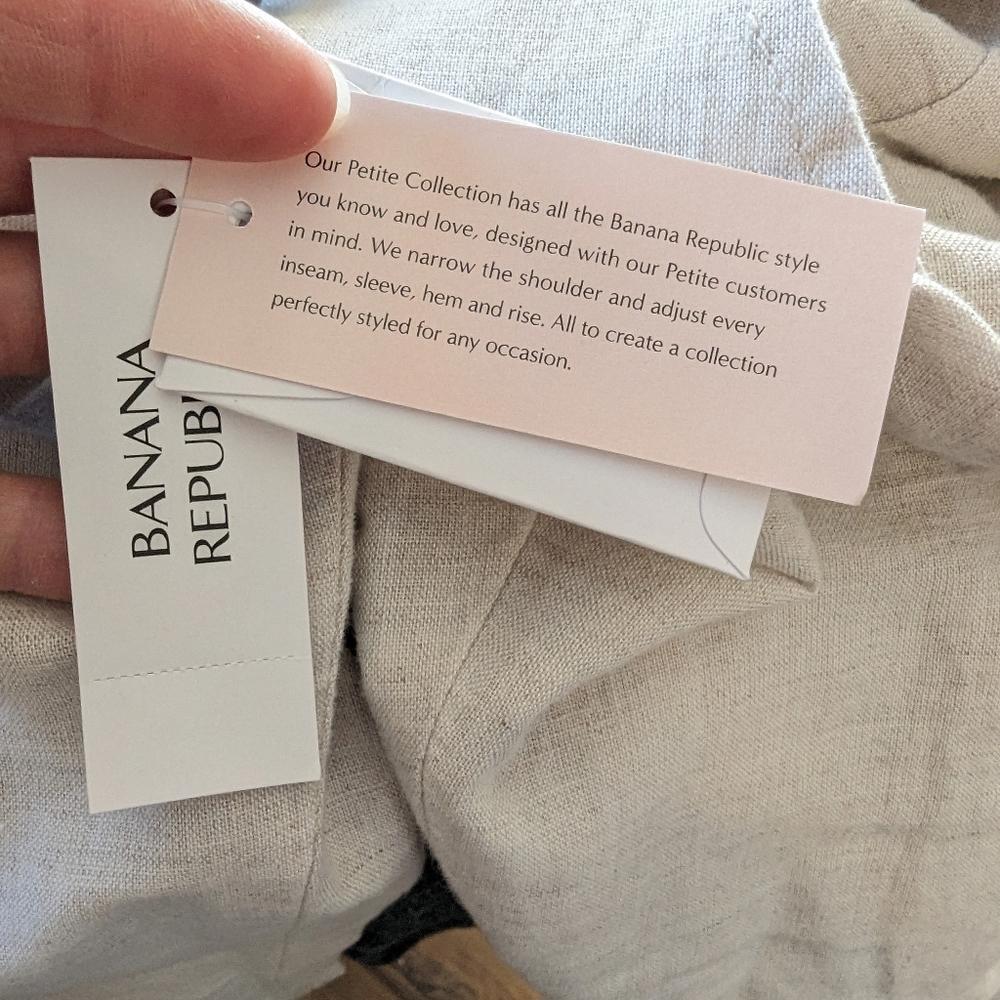 Our Petite Collection has all the Banana Republic style
you know and love, designed with our Petite customers
in mind. We narrow the shoulder and adjust every
inseam, sleeve, hem and rise. All to create a collection
perfectly styled for any occasion.
BANANA
REPUBL